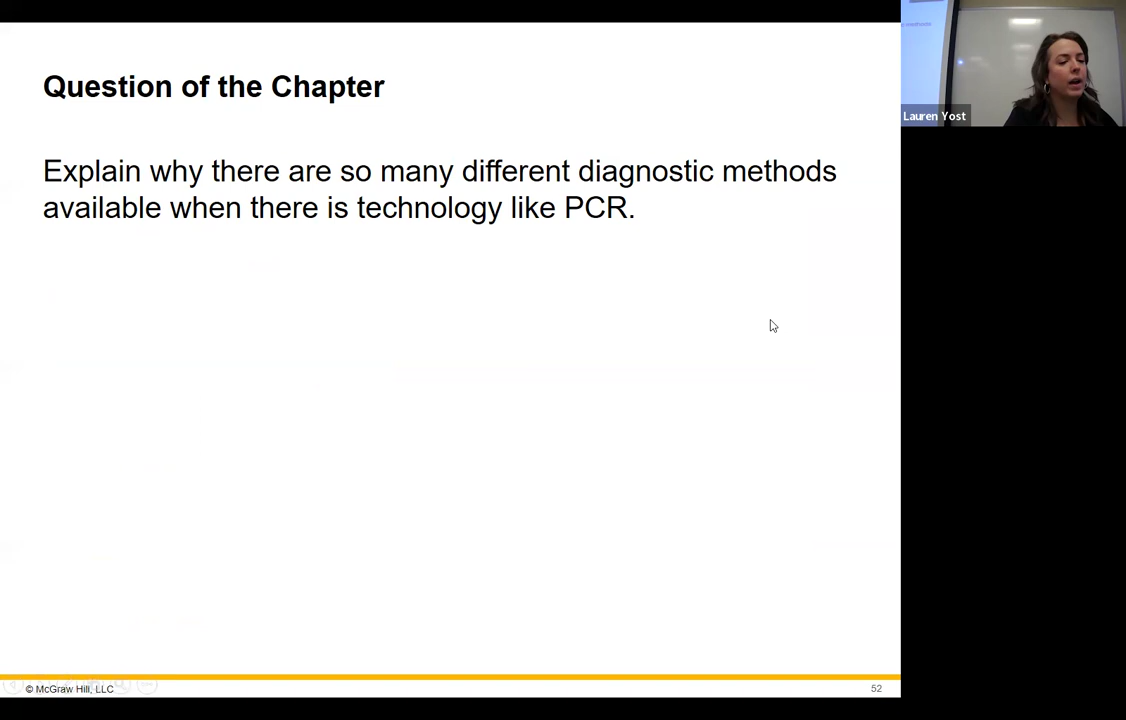 Question of the Chapter
Explain why there are so many different diagnostic methods
available when there is technology like PCR.
Lauren Yost
© McGraw Hill, LLC
52